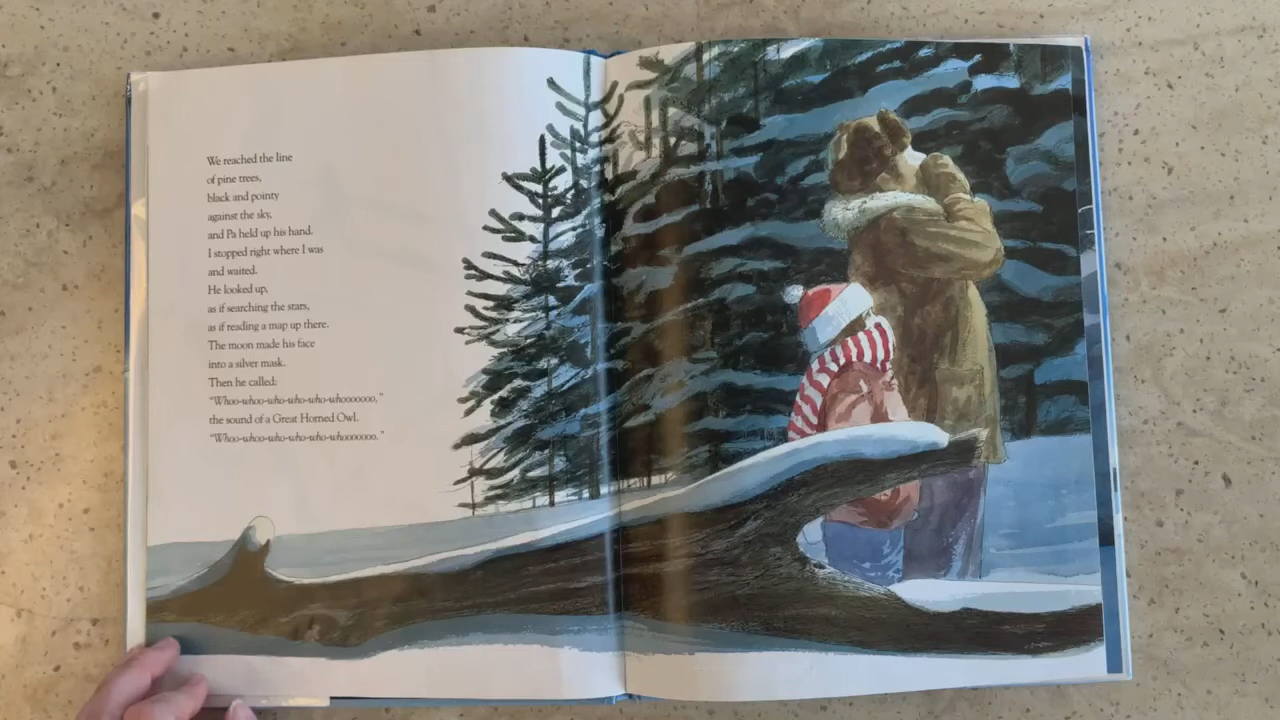 We reached the line
of pine trees,
black and pointy
against the sky,
and Pa held up his hand.
I stopped right where I was
and waited.
He looked up,
as if searching the stars,
as if reading a map up there.
The moon made his face
into a silver mask.
Then he called:
“Whoo-whoo-who-who-who-whooooooo,”
the sound of a Great Horned Owl.
“Whoo-whoo-who-who-who-whooooooo.”